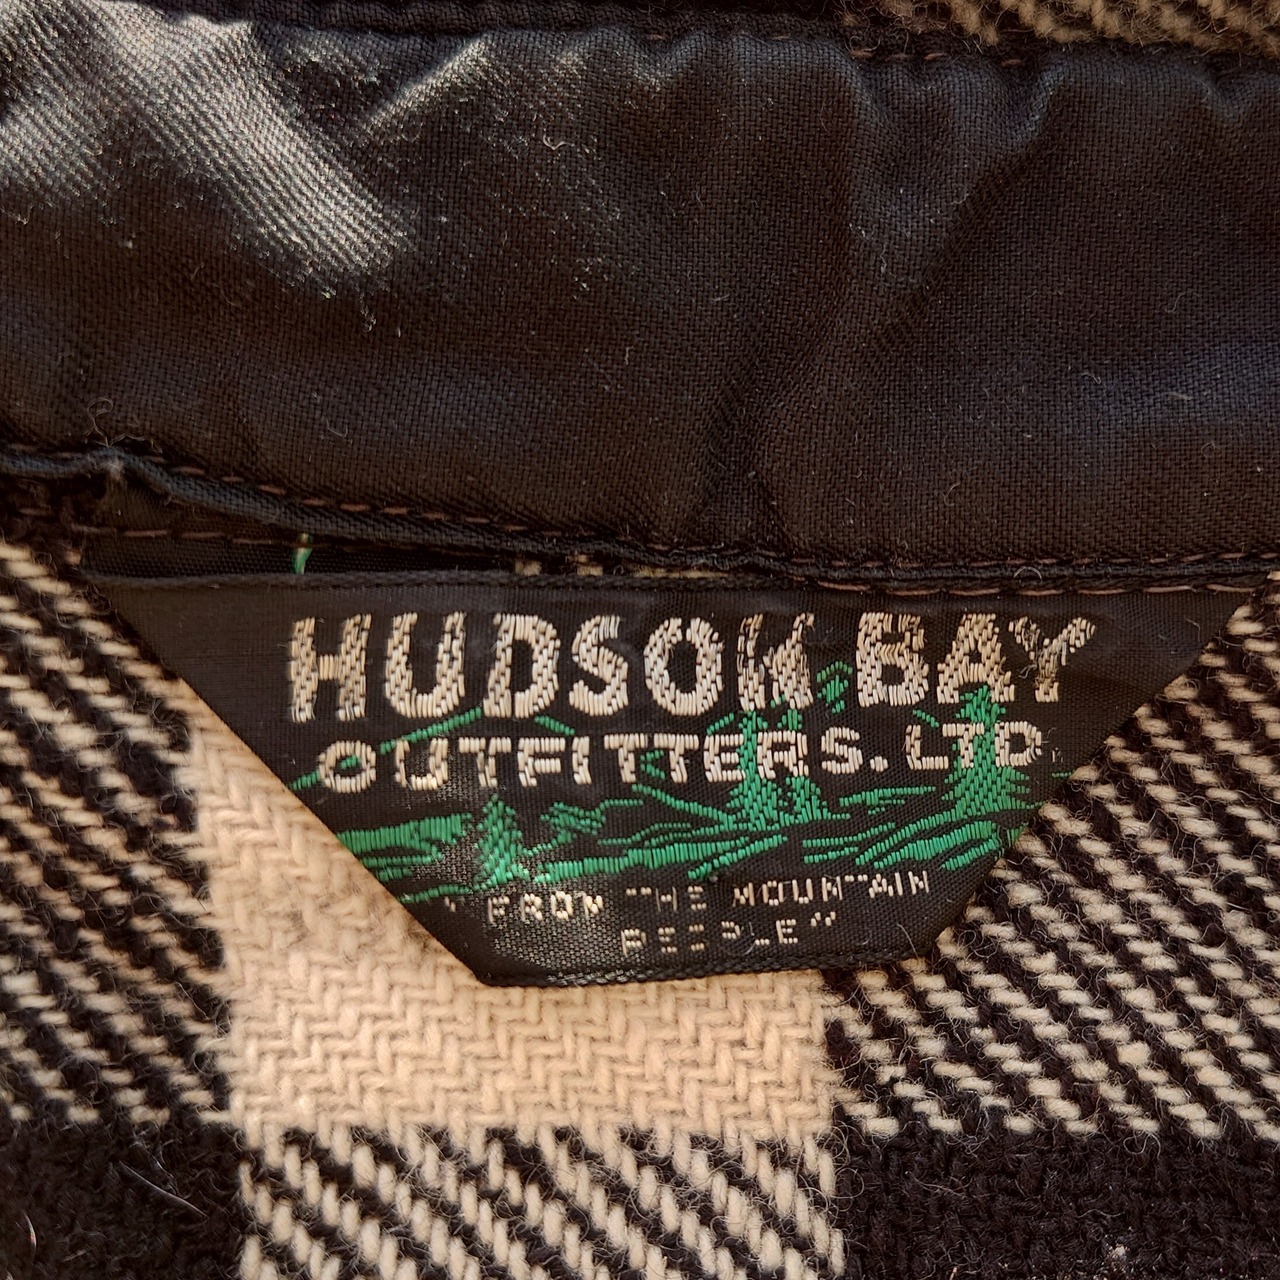 HUDSON BAY
OUTFITTERS. LTD.
"FROM THE MOUNTAIN
PEOPLE"